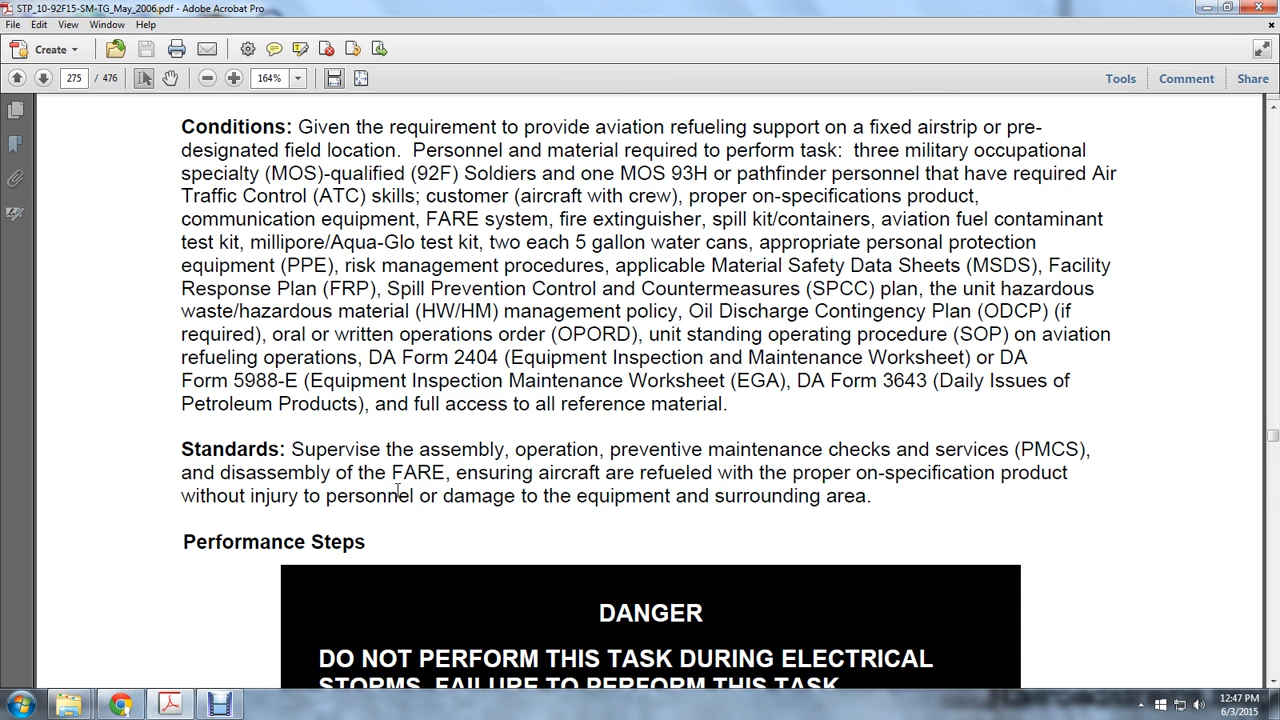 STP_10-92F15-SM-TG_May_2006.pdf - Adobe Acrobat Pro
File Edit View Window Help
Create
275 / 476 164% Tools Comment Share
Conditions: Given the requirement to provide aviation refueling support on a fixed airstrip or pre-
designated field location. Personnel and material required to perform task: three military occupational
specialty (MOS)-qualified (92F) Soldiers and one MOS 93H or pathfinder personnel that have required Air
Traffic Control (ATC) skills; customer (aircraft with crew), proper on-specifications product,
communication equipment, FARE system, fire extinguisher, spill kit/containers, aviation fuel contaminant
test kit, millipore/Aqua-Glo test kit, two each 5 gallon water cans, appropriate personal protection
equipment (PPE), risk management procedures, applicable Material Safety Data Sheets (MSDS), Facility
Response Plan (FRP), Spill Prevention Control and Countermeasures (SPCC) plan, the unit hazardous
waste/hazardous material (HW/HM) management policy, Oil Discharge Contingency Plan (ODCP) (if
required), oral or written operations order (OPORD), unit standing operating procedure (SOP) on aviation
refueling operations, DA Form 2404 (Equipment Inspection and Maintenance Worksheet) or DA
Form 5988-E (Equipment Inspection Maintenance Worksheet (EGA), DA Form 3643 (Daily Issues of
Petroleum Products), and full access to all reference material.
Standards: Supervise the assembly, operation, preventive maintenance checks and services (PMCS),
and disassembly of the FARE, ensuring aircraft are refueled with the proper on-specification product
without injury to personnel or damage to the equipment and surrounding area.
Performance Steps
DANGER
DO NOT PERFORM THIS TASK DURING ELECTRICAL
STORMS. FAILURE TO PERFORM THIS TASK
12:47 PM
6/3/2015